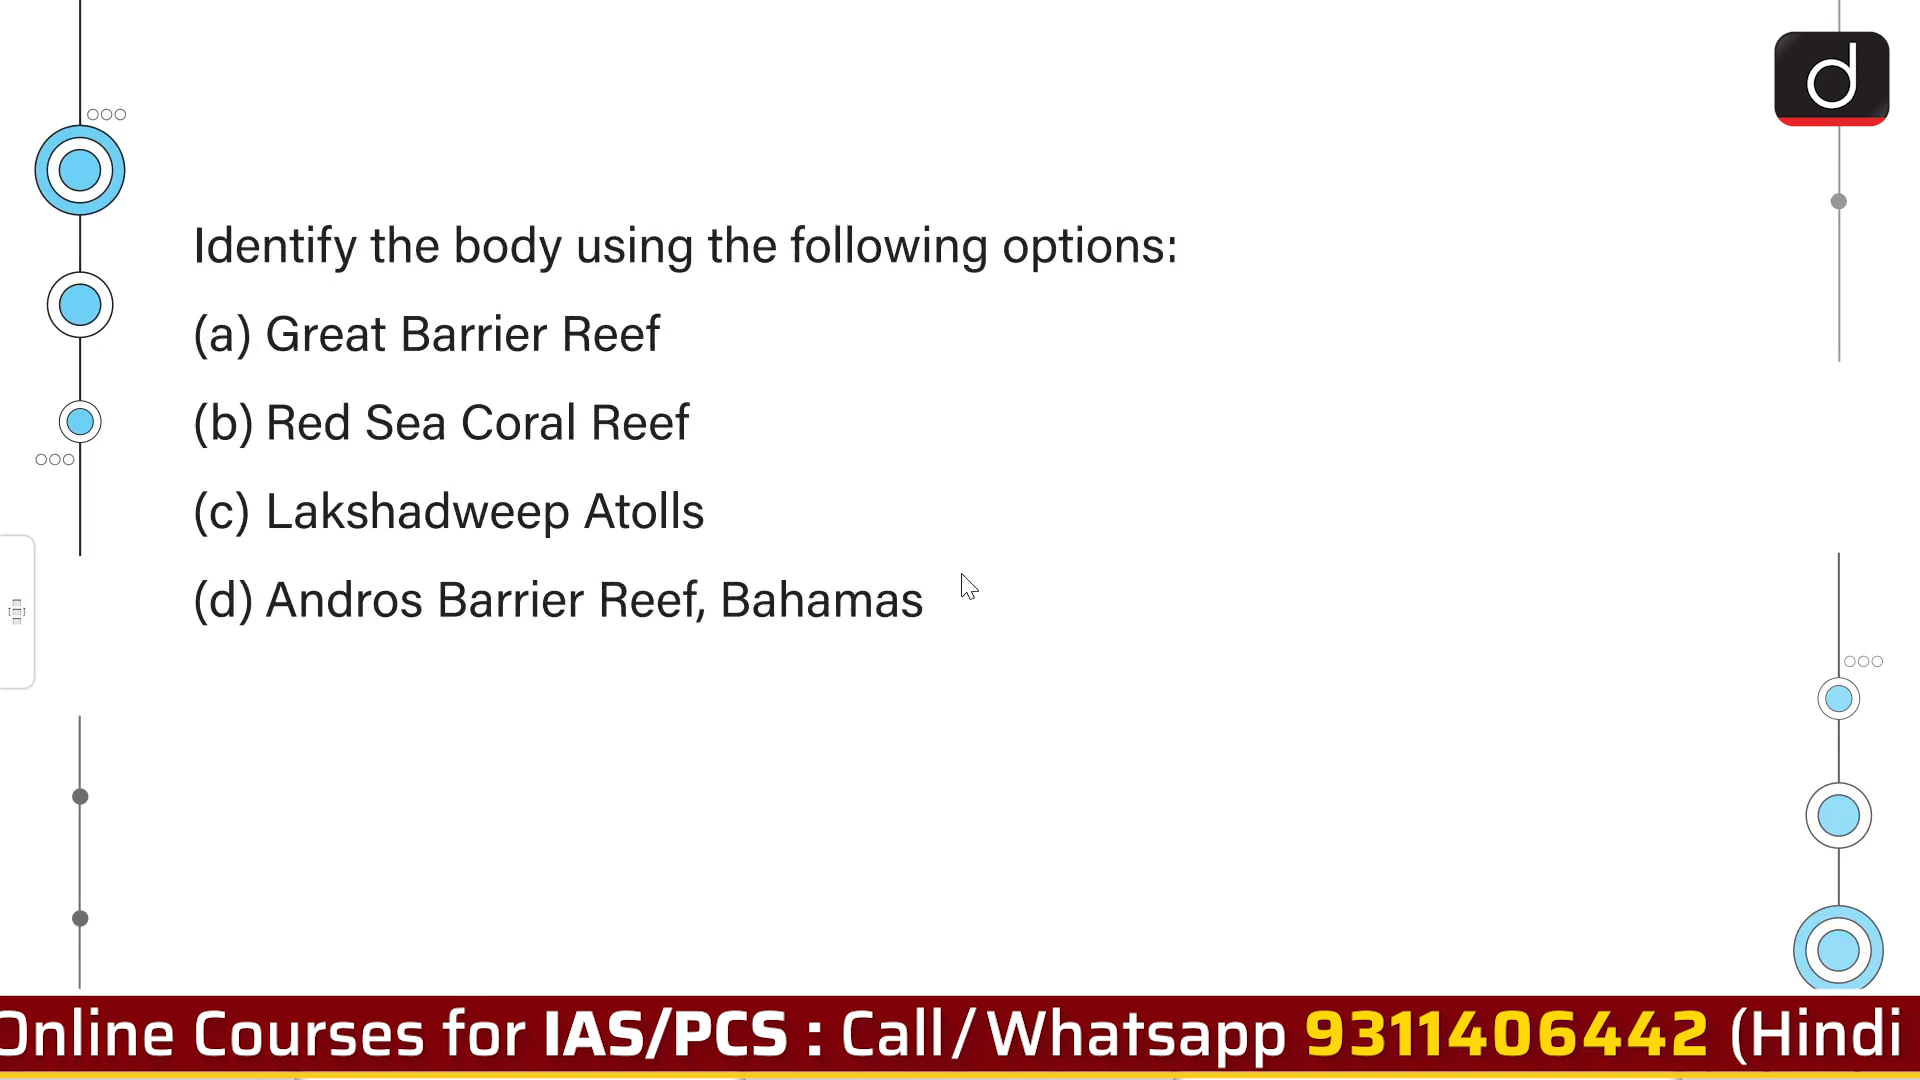 d
Identify the body using the following options:
(a) Great Barrier Reef
(b) Red Sea Coral Reef
(c) Lakshadweep Atolls
(d) Andros Barrier Reef, Bahamas
Online Courses for IAS/PCS : Call/Whatsapp 9311406442 (Hindi